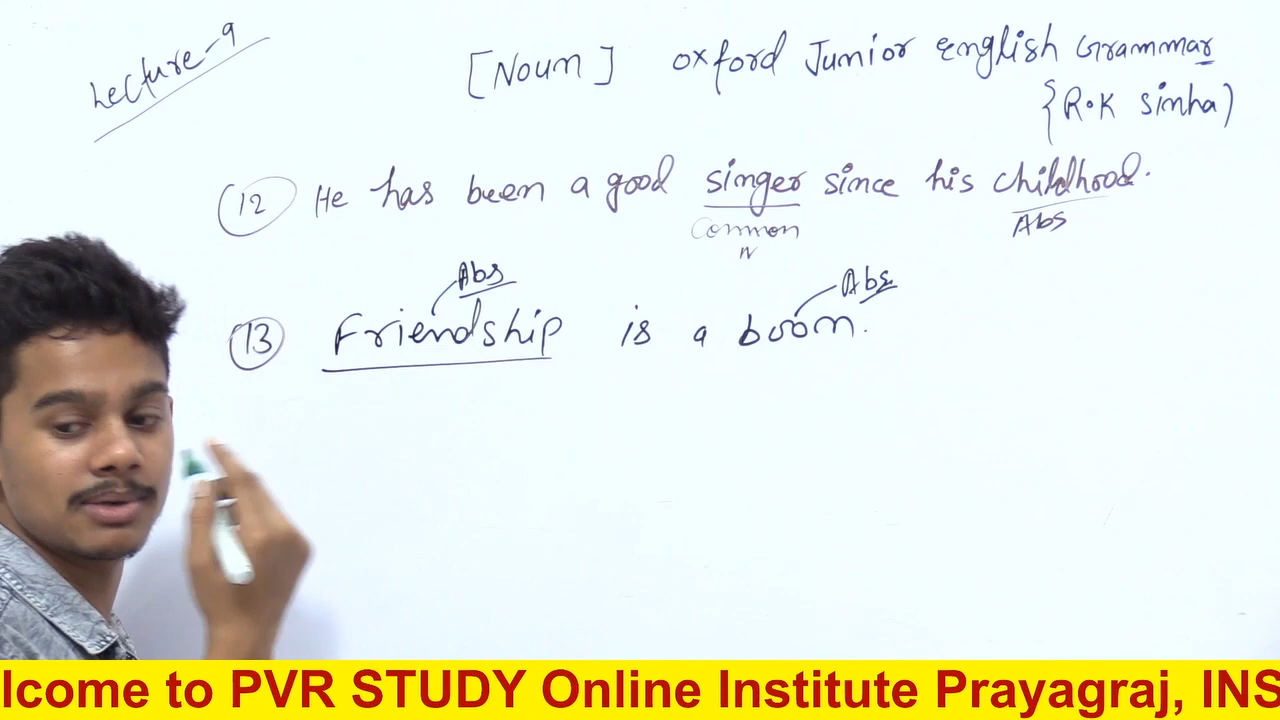 Lecture-9
[Noun] Oxford Junior English Grammar
{R.K Sinha)
(12) He has been a good singer since his childhood.
Common Abs
N
Abs Abs
(13) Friendship is a boon.
lcome to PVR STUDY Online Institute Prayagraj, INS